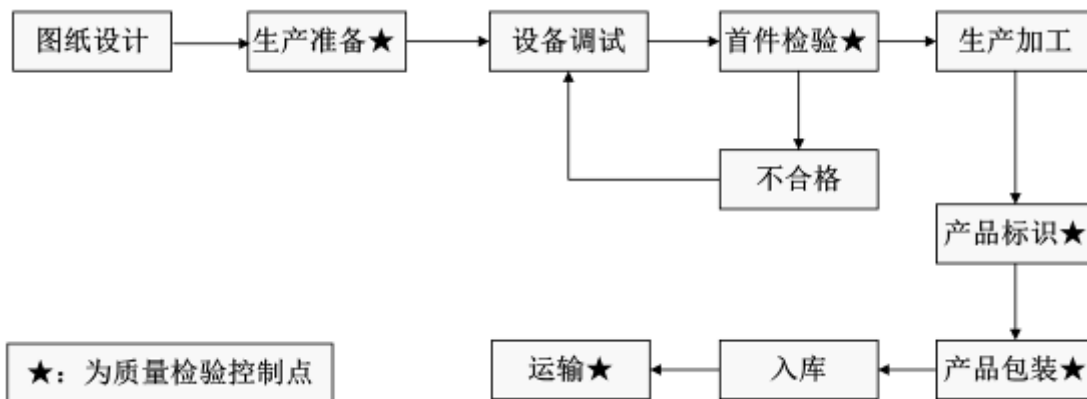 图纸设计
生产准备★
设备调试
首件检验★
生产加工
不合格
产品标识★
产品包装★
入库
运输★
★：为质量检验控制点